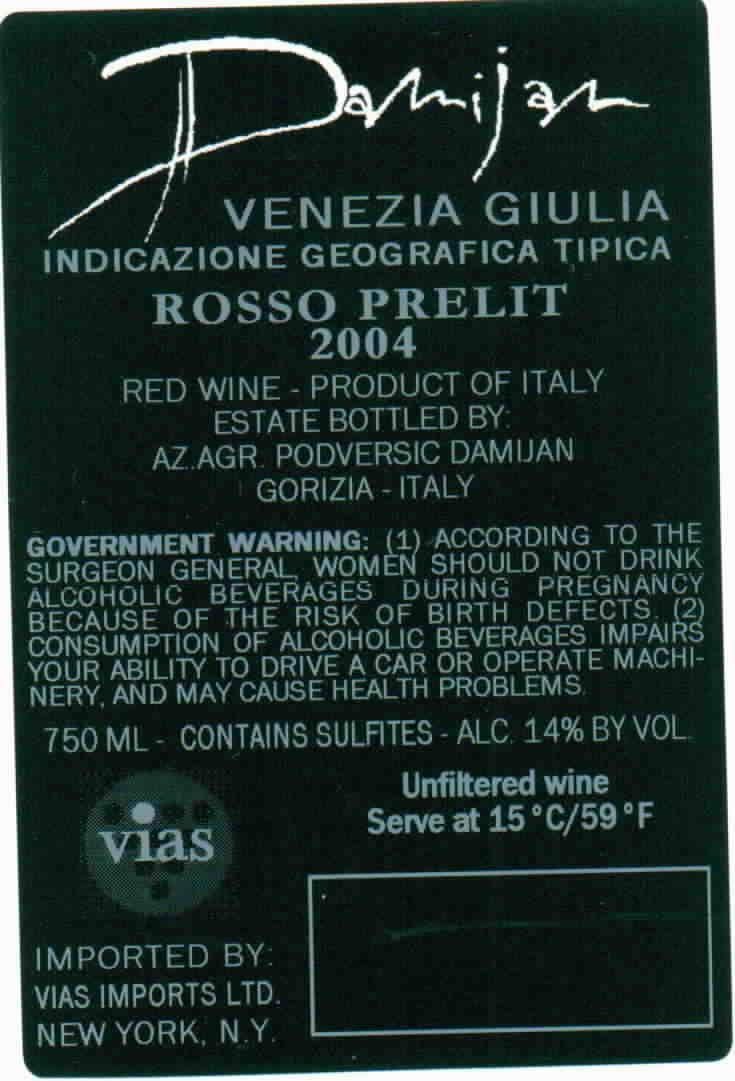 Damijan
VENEZIA GIULIA
INDICAZIONE GEOGRAFICA TIPICA
ROSSO PRELIT
2004
RED WINE - PRODUCT OF ITALY
ESTATE BOTTLED BY:
AZ.AGR. PODVERSIC DAMIJAN
GORIZIA - ITALY
GOVERNMENT WARNING: (1) ACCORDING TO THE
SURGEON GENERAL, WOMEN SHOULD NOT DRINK
ALCOHOLIC BEVERAGES DURING PREGNANCY
BECAUSE OF THE RISK OF BIRTH DEFECTS. (2)
CONSUMPTION OF ALCOHOLIC BEVERAGES IMPAIRS
YOUR ABILITY TO DRIVE A CAR OR OPERATE MACHI-
NERY, AND MAY CAUSE HEALTH PROBLEMS.
750 ML - CONTAINS SULFITES - ALC. 14% BY VOL.
Unfiltered wine
Serve at 15°C/59°F
vias
IMPORTED BY:
VIAS IMPORTS LTD.
NEW YORK, N.Y.